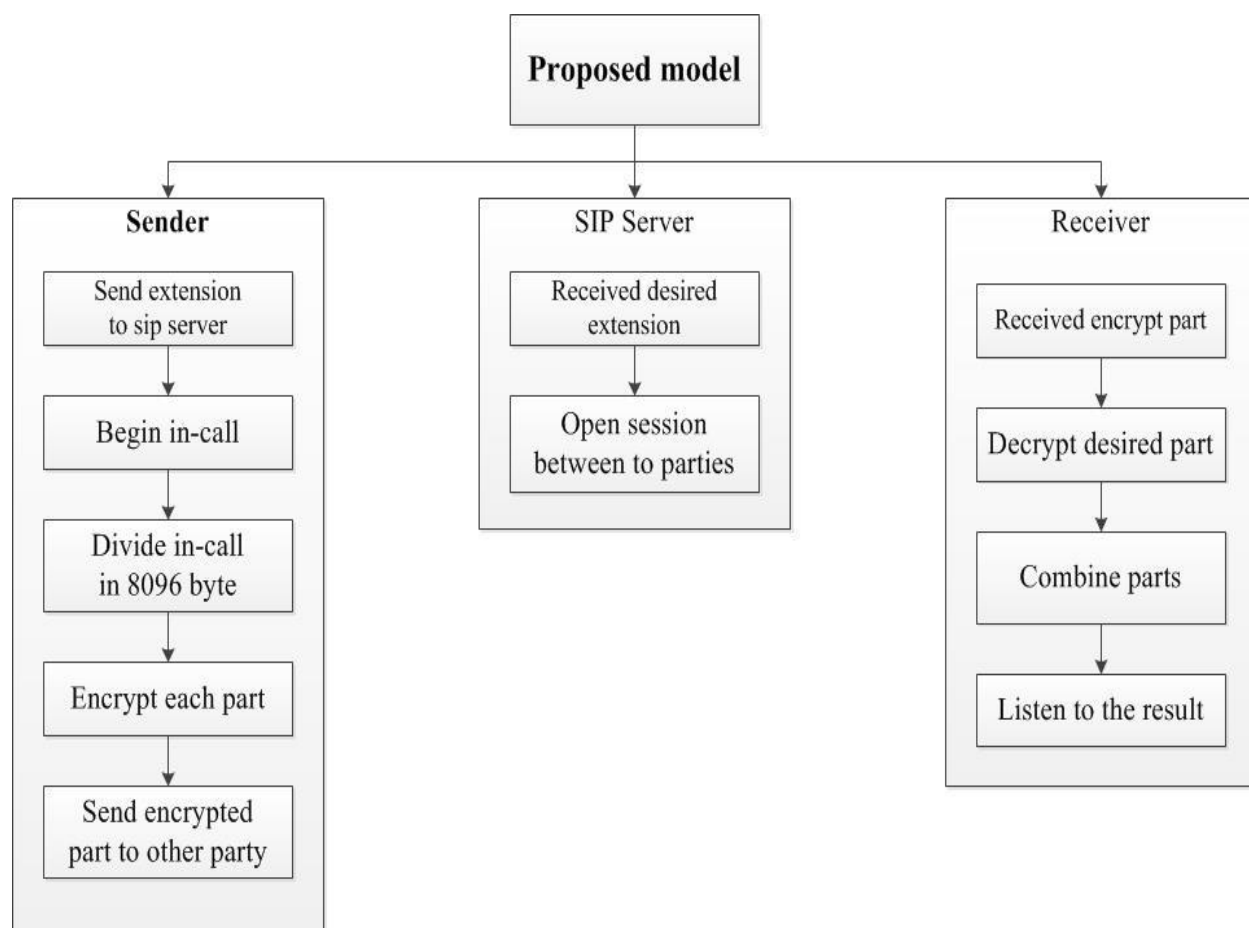 Proposed model
Sender
Send extension
to sip server
Begin in-call
Divide in-call
in 8096 byte
Encrypt each part
Send encrypted
part to other party
SIP Server
Received desired
extension
Open session
between to parties
Receiver
Received encrypt part
Decrypt desired part
Combine parts
Listen to the result